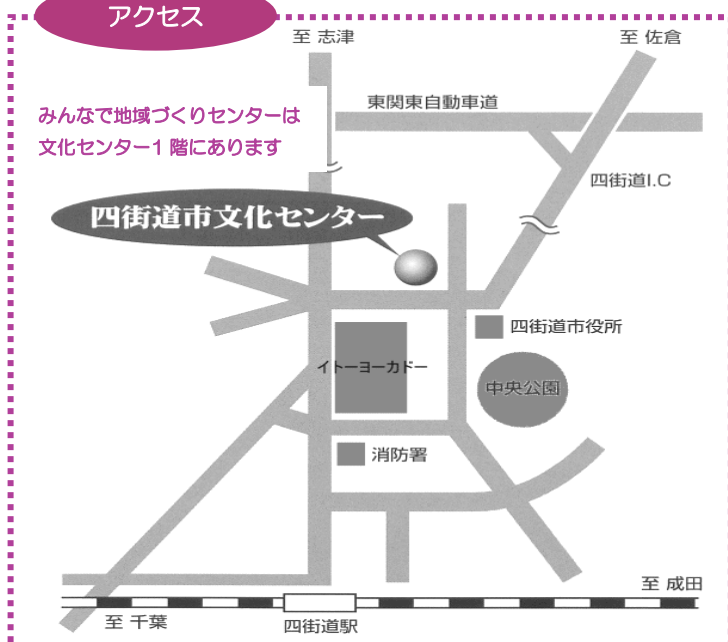 アクセス
至 志津
至 佐倉
東関東自動車道
みんなで地域づくりセンターは
文化センター1 階にあります
四街道I.C
四街道市文化センター
四街道市役所
イトーヨーカドー
中央公園
消防署
至 成田
至 千葉
四街道駅